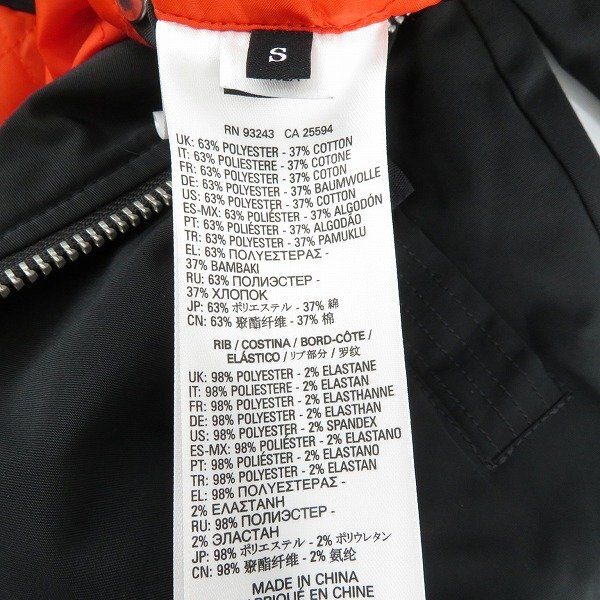 S
RN 93243 CA 25594
UK: 63% POLYESTER - 37% COTTON
IT: 63% POLIESTERE - 37% COTONE
FR: 63% POLYESTER - 37% COTON
DE: 63% POLYESTER - 37% BAUMWOLLE
US: 63% POLYESTER - 37% COTTON
ES-MX: 63% POLIÉSTER - 37% ALGODÓN
PT: 63% POLIÉSTER - 37% ALGODÃO
TR: 63% POLYESTER - 37% PAMUKLU
EL: 63% ΠΟΛΥΕΣΤΕΡΑΣ -
37% ΒΑΜΒΑΚΙ
RU: 63% ПОЛИЭСТЕР -
37% ХЛОПОК
JP: 63% ポリエステル - 37% 綿
CN: 63% 聚酯纤维 - 37% 棉
RIB / COSTINA / BORD-CÔTE /
ELÁSTICO / リブ部分 / 罗纹
UK: 98% POLYESTER - 2% ELASTANE
IT: 98% POLIESTERE - 2% ELASTAN
FR: 98% POLYESTER - 2% ELASTHANNE
DE: 98% POLYESTER - 2% ELASTHAN
US: 98% POLYESTER - 2% SPANDEX
ES-MX: 98% POLIÉSTER - 2% ELASTANO
PT: 98% POLIÉSTER - 2% ELASTANO
TR: 98% POLYESTER - 2% ELASTAN
EL: 98% ΠΟΛΥΕΣΤΕΡΑΣ -
2% ΕΛΑΣΤΑΝΗ
RU: 98% ПОЛИЭСТЕР -
2% ЭЛАСТАН
JP: 98% ポリエステル - 2% ポリウレタン
CN: 98% 聚酯纤维 - 2% 氨纶
MADE IN CHINA
FABRIQUÉ EN CHINE